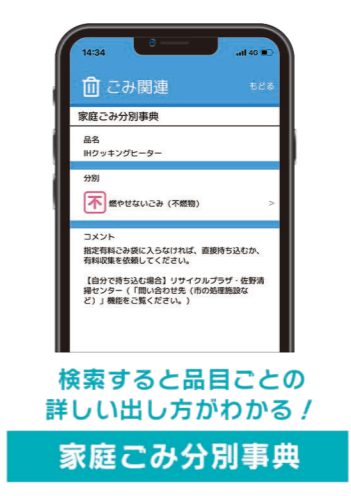 14:34
4G
ごみ関連
もどる
家庭ごみ分別事典
品名
IHクッキングヒーター
分別
不 燃やせないごみ（不燃物） >
コメント
指定有料ごみ袋に入らなければ、直接持ち込むか、
有料収集を依頼してください。
【自分で持ち込む場合】リサイクルプラザ・佐野清
掃センター（「問い合わせ先（市の処理施設な
ど）」機能をご覧ください。）
検索すると品目ごとの
詳しい出し方がわかる！
家庭ごみ分別事典